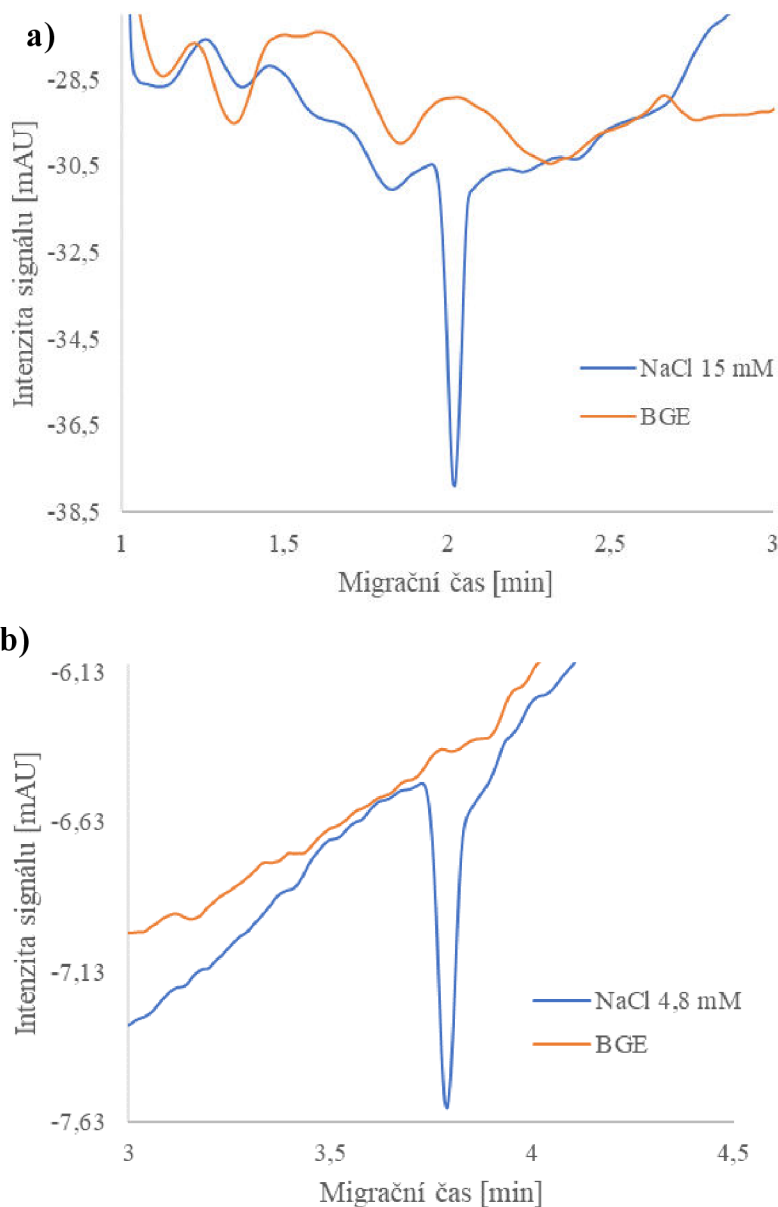 a)
-28,5
-30,5
-32,5
-34,5
-36,5
-38,5
Intenzita signálu [mAU]
NaCl 15 mM
BGE
1
1,5
2
2,5
3
Migrační čas [min]
b)
-6,13
-6,63
-7,13
-7,63
Intenzita signálu [mAU]
NaCl 4,8 mM
BGE
3
3,5
4
4,5
Migrační čas [min]